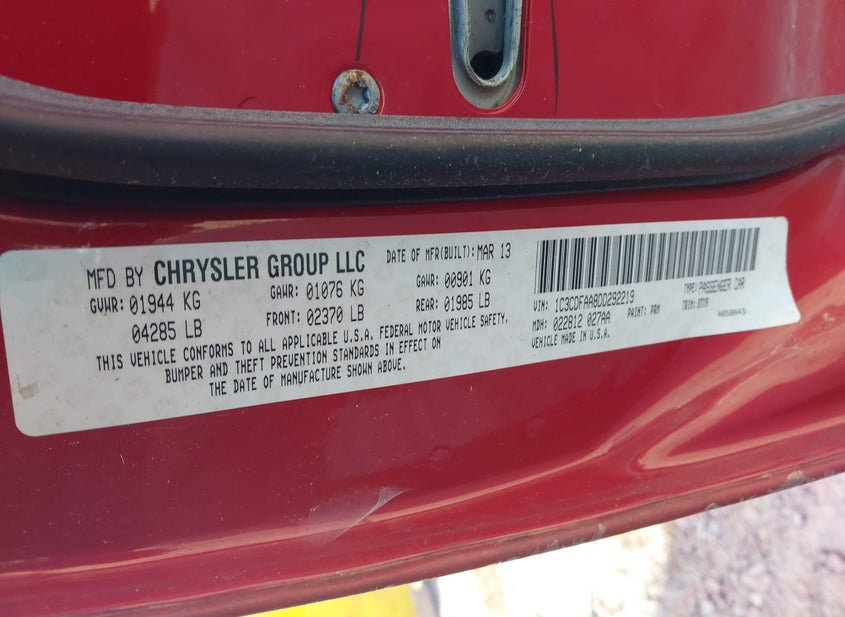 MFD BY CHRYSLER GROUP LLC
DATE OF MFR(BUILT): MAR 13
GVWR: 01944 KG
GAWR: 01076 KG
GAWR: 00901 KG
04285 LB
FRONT: 02370 LB
REAR: 01985 LB
THIS VEHICLE CONFORMS TO ALL APPLICABLE U.S.A. FEDERAL MOTOR VEHICLE SAFETY,
BUMPER AND THEFT PREVENTION STANDARDS IN EFFECT ON
THE DATE OF MANUFACTURE SHOWN ABOVE.
VIN: 1C3CDFAA8DD292219
TYPE: PASSENGER CAR
MDH: 022812 027AA
PAINT: PRM
TRIM:
VEHICLE MADE IN U.S.A.